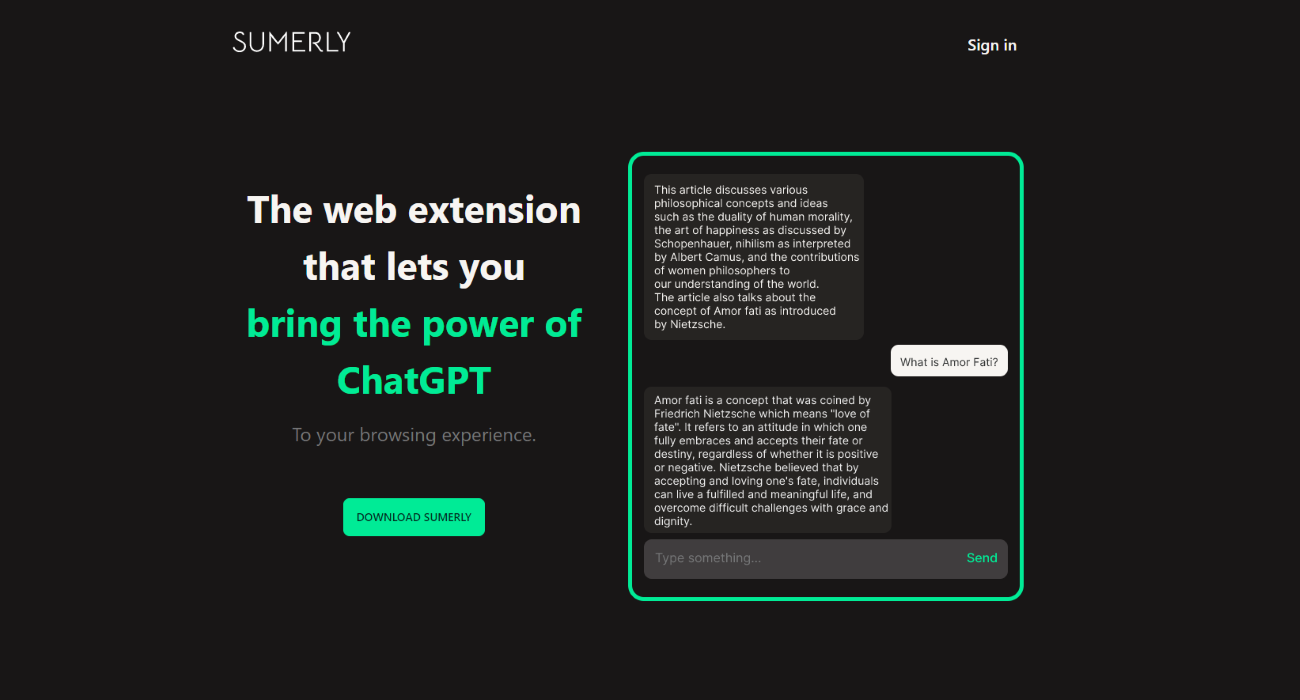 SUMERLY
Sign in
The web extension
that lets you
bring the power of
ChatGPT
To your browsing experience.
DOWNLOAD SUMERLY
This article discusses various
philosophical concepts and ideas
such as the duality of human morality,
the art of happiness as discussed by
Schopenhauer, nihilism as interpreted
by Albert Camus, and the contributions
of women philosophers to
our understanding of the world.
The article also talks about the
concept of Amor fati as introduced
by Nietzsche.
What is Amor Fati?
Amor fati is a concept that was coined by
Friedrich Nietzsche which means "love of
fate". It refers to an attitude in which one
fully embraces and accepts their fate or
destiny, regardless of whether it is positive
or negative. Nietzsche believed that by
accepting and loving one's fate, individuals
can live a fulfilled and meaningful life, and
overcome difficult challenges with grace and
dignity.
Type something...
Send